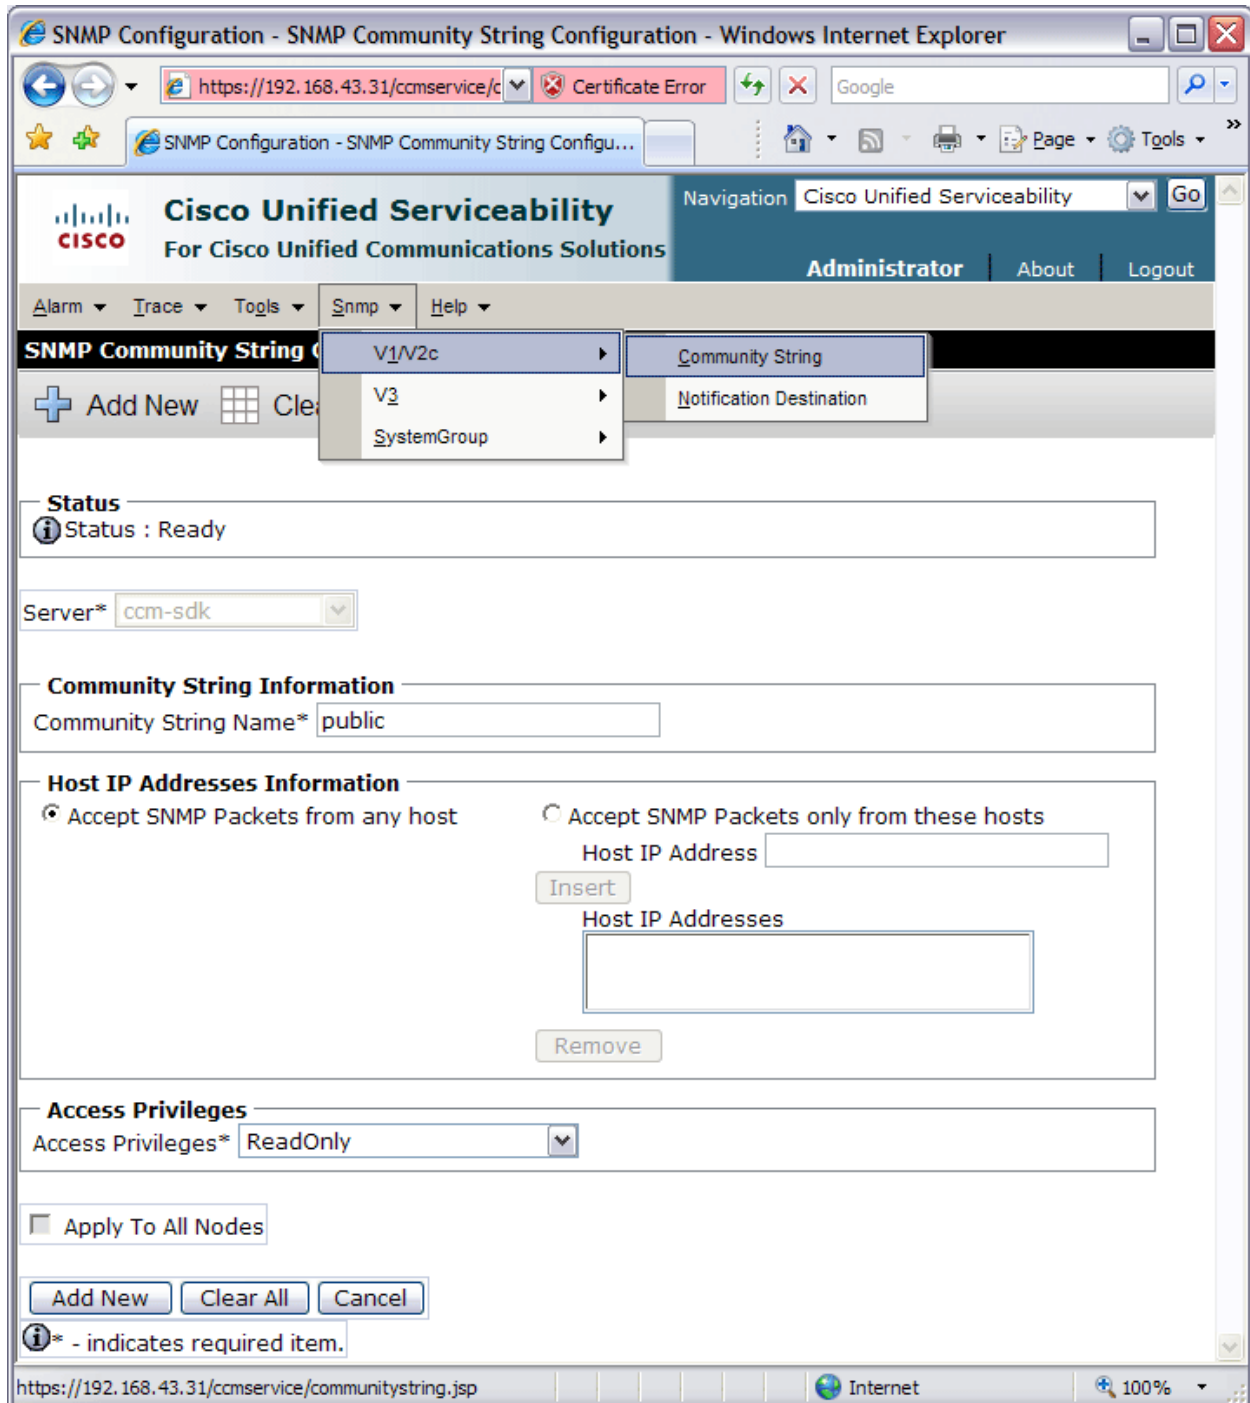 SNMP Configuration - SNMP Community String Configuration - Windows Internet Explorer
https://192.168.43.31/ccmservice/c
Certificate Error
Google
SNMP Configuration - SNMP Community String Configu...
Page
Tools
»
CISCO
Cisco Unified Serviceability
For Cisco Unified Communications Solutions
Navigation
Cisco Unified Serviceability
Go
Administrator
About
Logout
Alarm
Trace
Tools
Snmp
Help
SNMP Community String
V1/V2c
Community String
Add New
V3
Notification Destination
SystemGroup
Status
Status : Ready
Server* ccm-sdk
Community String Information
Community String Name* public
Host IP Addresses Information
Accept SNMP Packets from any host
Accept SNMP Packets only from these hosts
Host IP Address
Insert
Host IP Addresses
Remove
Access Privileges
Access Privileges* ReadOnly
Apply To All Nodes
Add New
Clear All
Cancel
* - indicates required item.
https://192.168.43.31/ccmservice/communitystring.jsp
Internet
100%